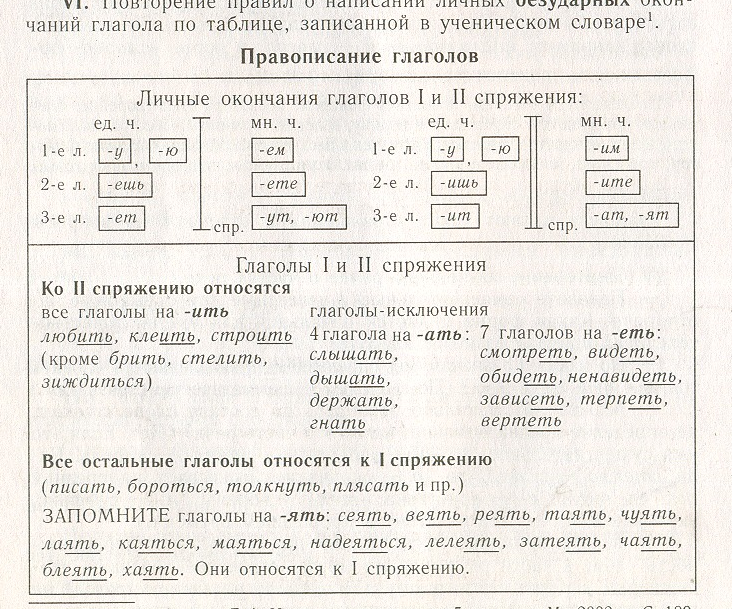 VI. Повторение правил о написании личных безударных окон-
чаний глагола по таблице, записанной в ученическом словаре¹.
Правописание глаголов
Личные окончания глаголов I и II спряжения:
ед. ч. мн. ч. ед. ч. мн. ч.
1-е л. -у, -ю -ем 1-е л. -у, -ю -им
2-е л. -ешь -ете 2-е л. -ишь -ите
3-е л. -ет I спр. -ут, -ют 3-е л. -ит II спр. -ат, -ят
Глаголы I и II спряжения
Ко II спряжению относятся
все глаголы на -ить глаголы-исключения
любить, клеить, строить 4 глагола на -ать: 7 глаголов на -еть:
(кроме брить, стелить, слышать, смотреть, видеть,
зиждиться) дышать, обидеть, ненавидеть,
держать, зависеть, терпеть,
гнать вертеть
Все остальные глаголы относятся к I спряжению
(писать, бороться, толкнуть, плясать и пр.)
ЗАПОМНИТЕ глаголы на -ять: сеять, веять, реять, таять, чуять,
лаять, каяться, маяться, надеяться, лелеять, затеять, чаять,
блеять, хаять. Они относятся к I спряжению.